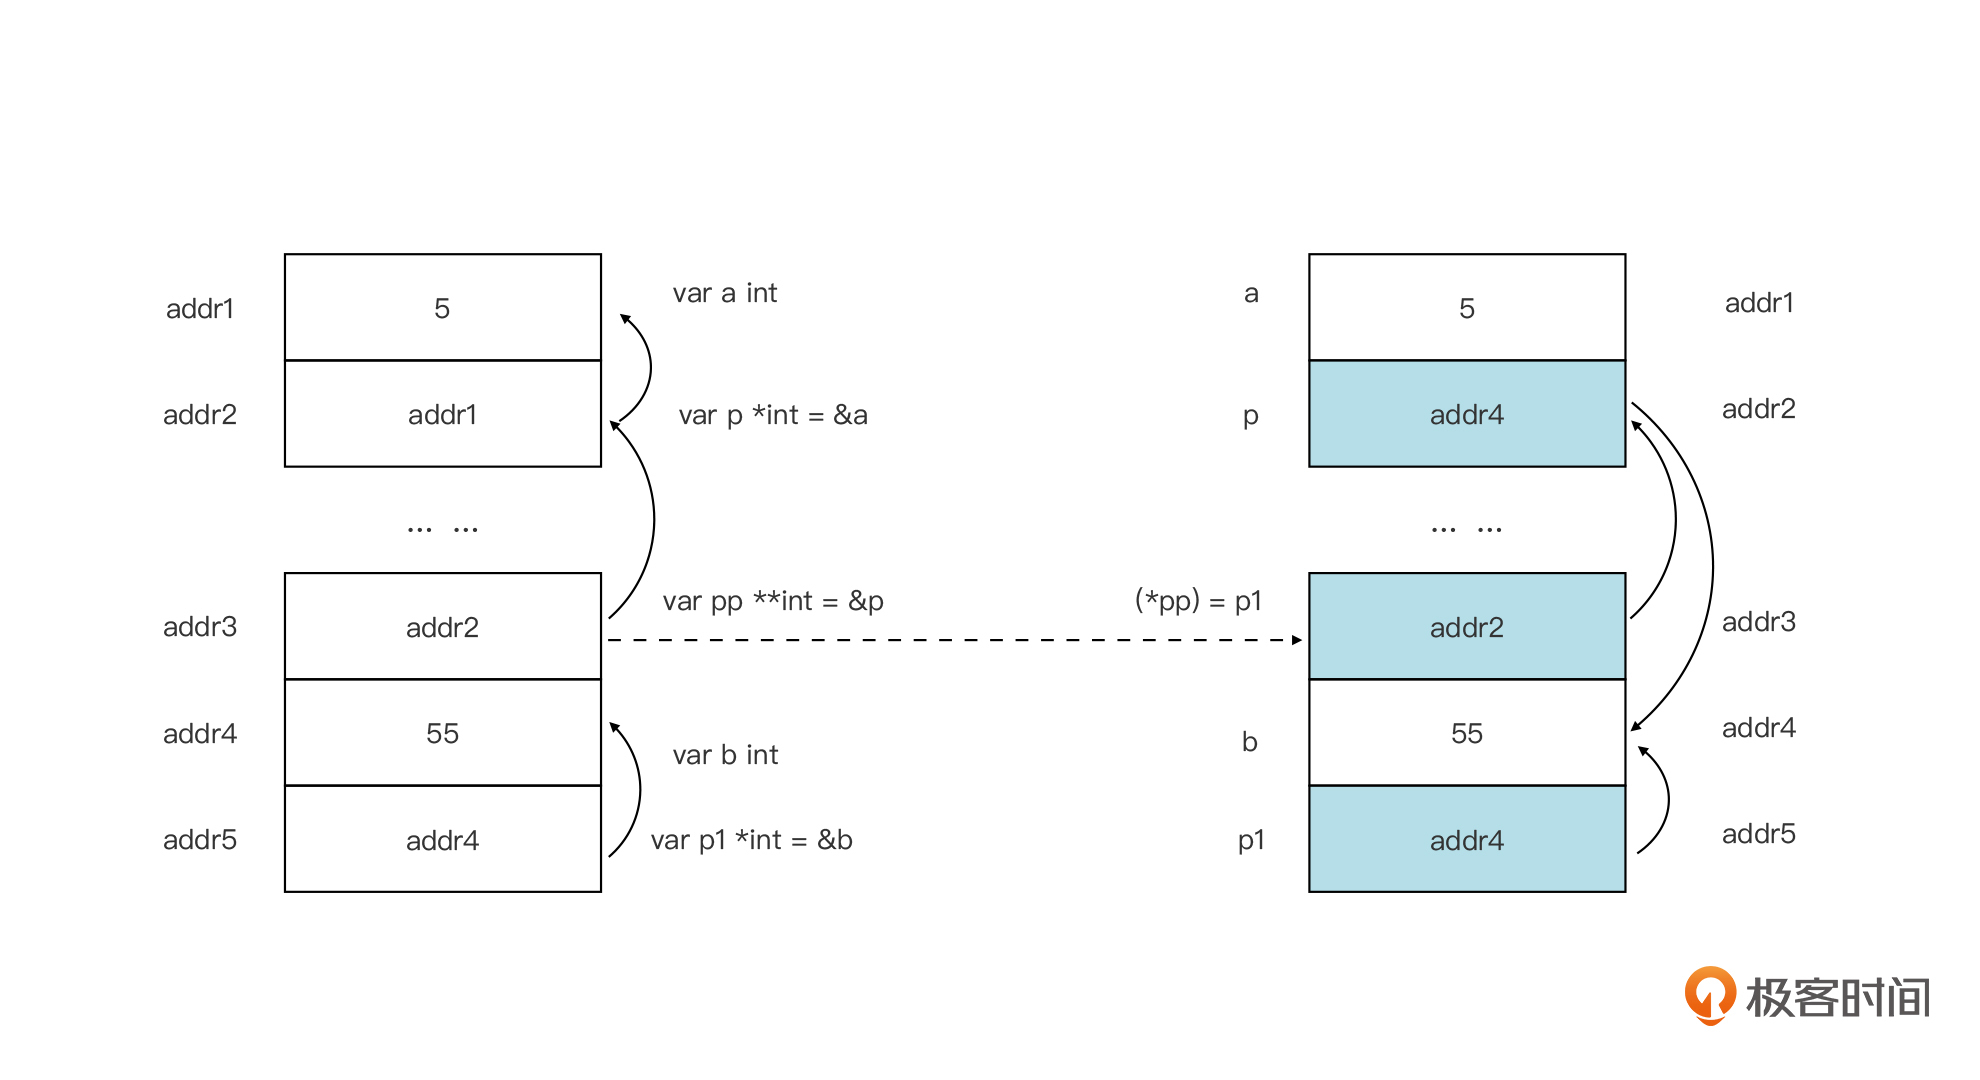 addr1
5
var a int
a
5
addr1
addr2
addr1
var p *int = &a
p
addr4
addr2
... ...
... ...
addr3
addr2
var pp **int = &p
(*pp) = p1
addr2
addr3
addr4
55
var b int
b
55
addr4
addr5
addr4
var p1 *int = &b
p1
addr4
addr5
极客时间